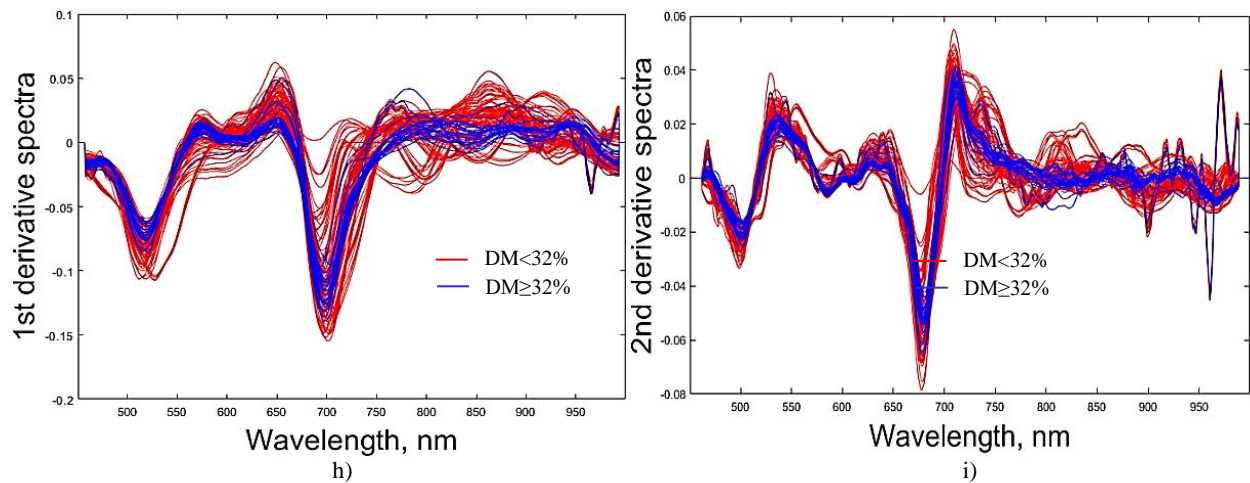 0.1
0.05
0
-0.05
-0.1
-0.15
-0.2
1st derivative spectra
DM<32%
DM≥32%
500 550 600 650 700 750 800 850 900 950
Wavelength, nm
h)
0.06
0.04
0.02
0
-0.02
-0.04
-0.06
-0.08
2nd derivative spectra
DM<32%
DM≥32%
500 550 600 650 700 750 800 850 900 950
Wavelength, nm
i)